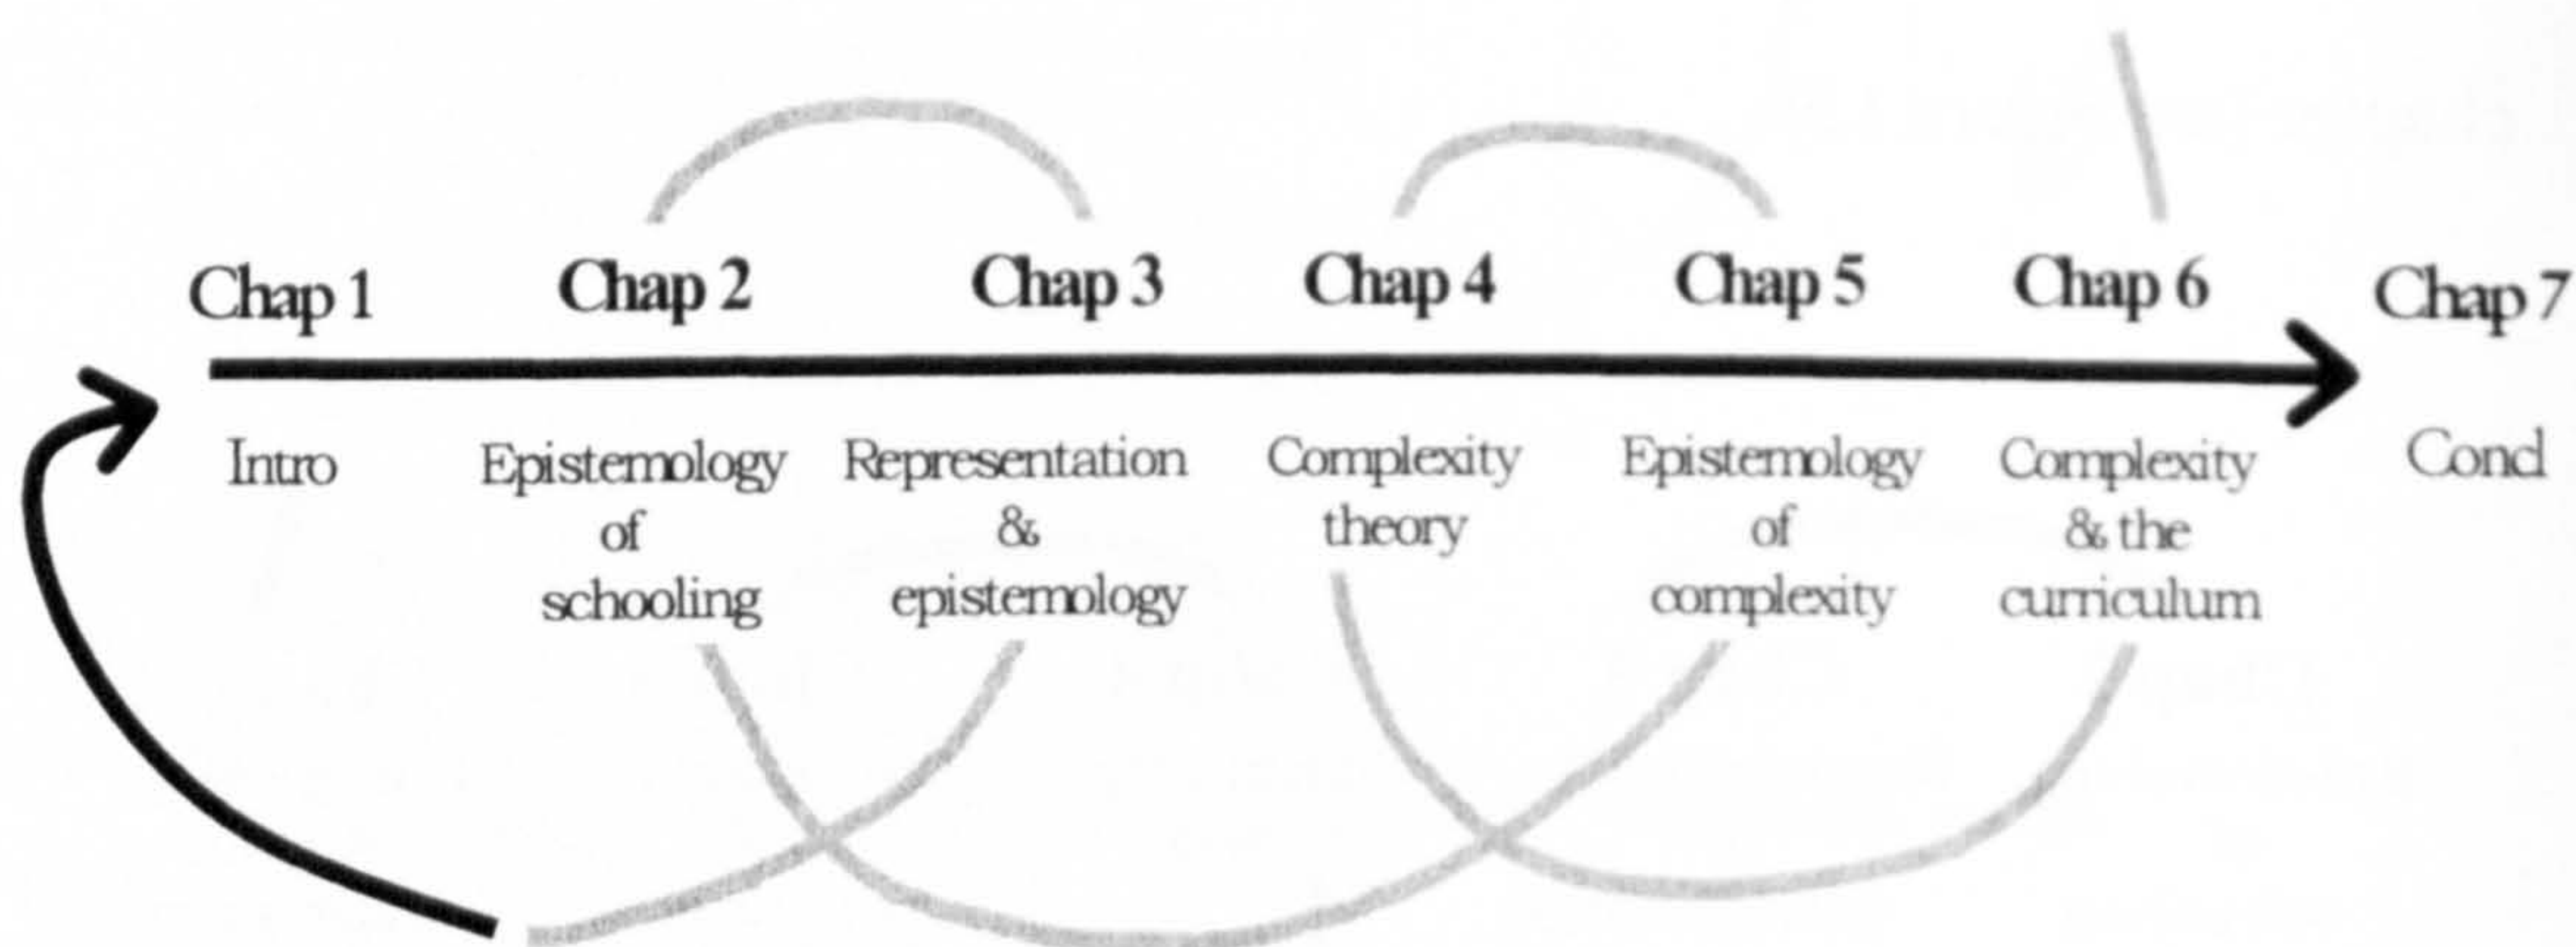 Chap 1 Chap 2 Chap 3 Chap 4 Chap 5 Chap 6 Chap 7
Intro Epistemology Representation Complexity Epistemology Complexity Concl
of & theory of & the
schooling epistemology complexity curriculum